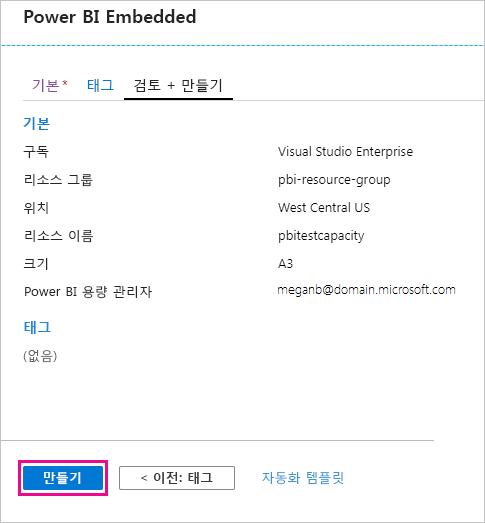 Power BI Embedded
기본 * 태그 검토 + 만들기
기본
구독 Visual Studio Enterprise
리소스 그룹 pbi-resource-group
위치 West Central US
리소스 이름 pbitestcapacity
크기 A3
Power BI 용량 관리자 meganb@domain.microsoft.com
태그
(없음)
만들기 < 이전: 태그 자동화 템플릿